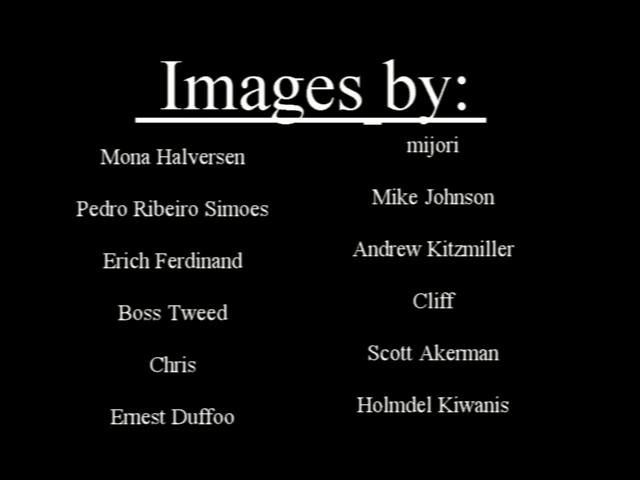 Images by:
Mona Halversen
Pedro Ribeiro Simoes
Erich Ferdinand
Boss Tweed
Chris
Ernest Duffoo
mijori
Mike Johnson
Andrew Kitzmiller
Cliff
Scott Akerman
Holmdel Kiwanis